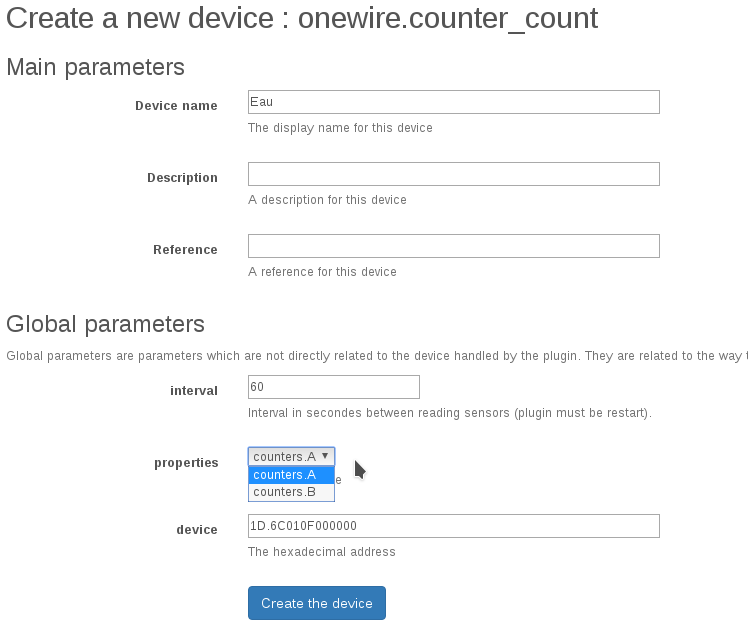 Create a new device : onewire.counter_count
Main parameters
Device name
Eau
The display name for this device
Description
A description for this device
Reference
A reference for this device
Global parameters
Global parameters are parameters which are not directly related to the device handled by the plugin. They are related to the way
interval
60
Interval in secondes between reading sensors (plugin must be restart).
properties
counters.A
counters.A
counters.B
device
1D.6C010F000000
The hexadecimal address
Create the device